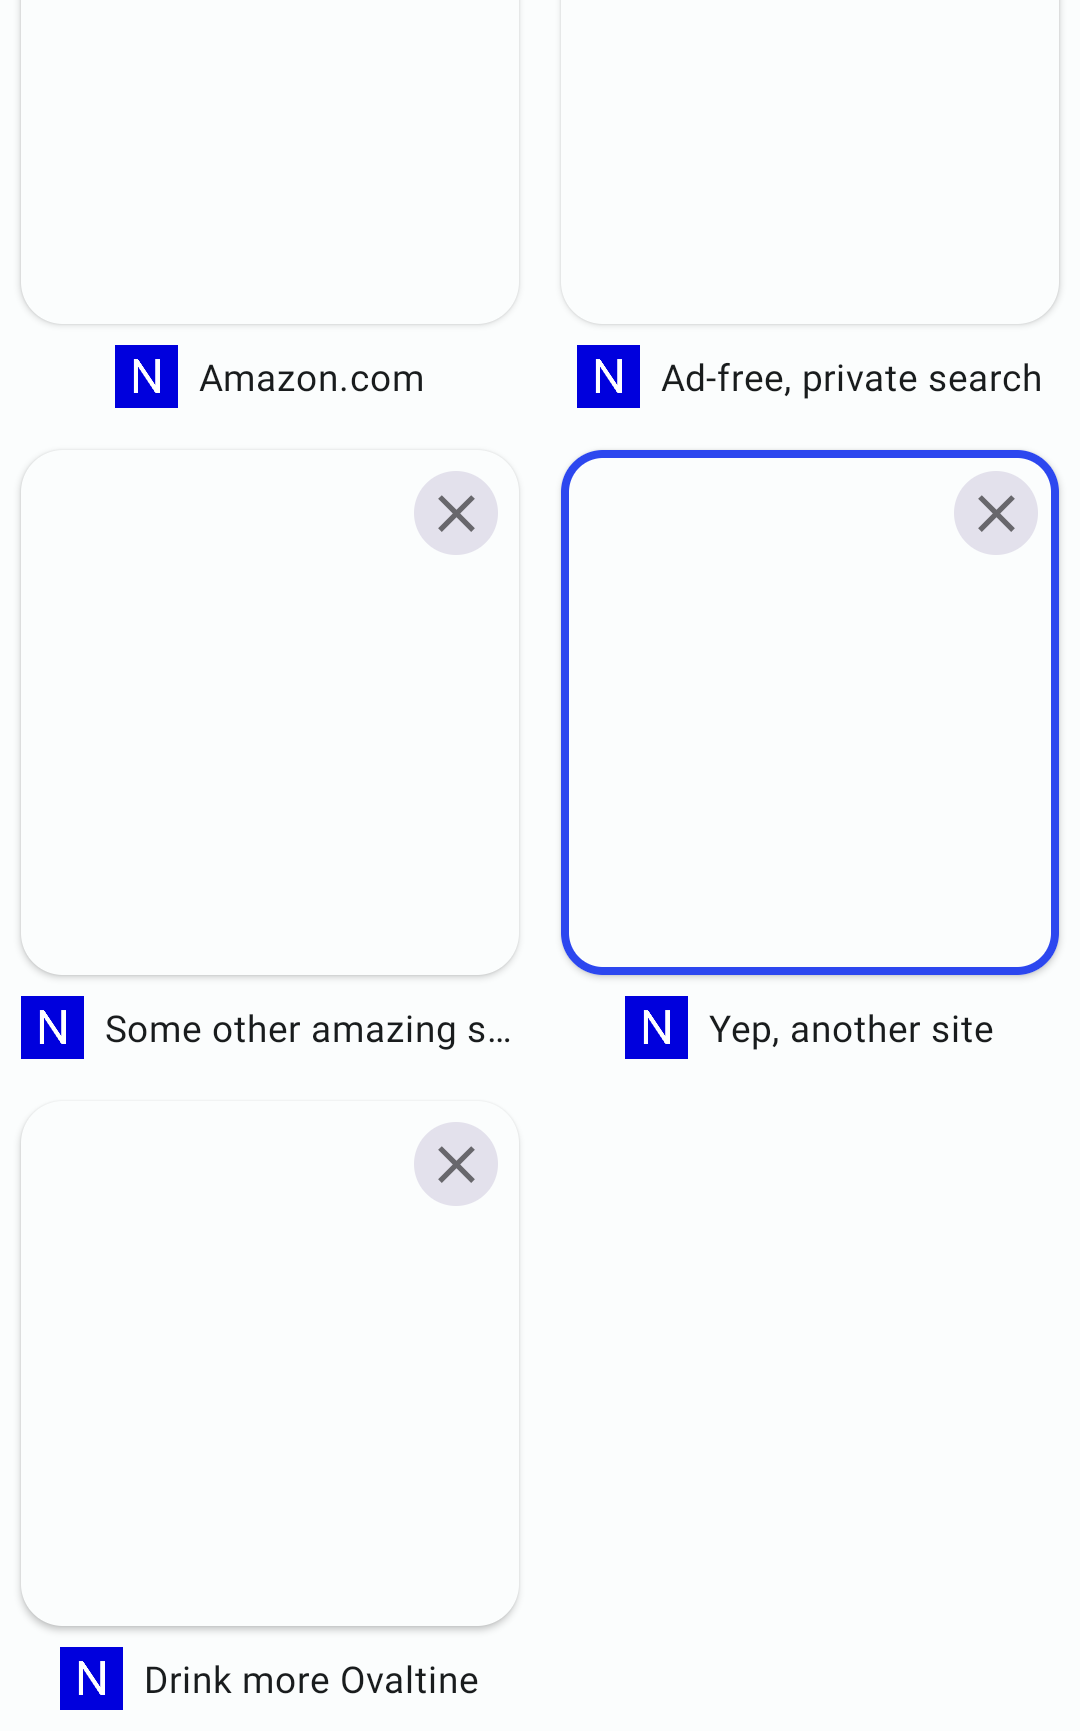 N Amazon.com
N Ad-free, private search
N Some other amazing s...
N Yep, another site
N Drink more Ovaltine